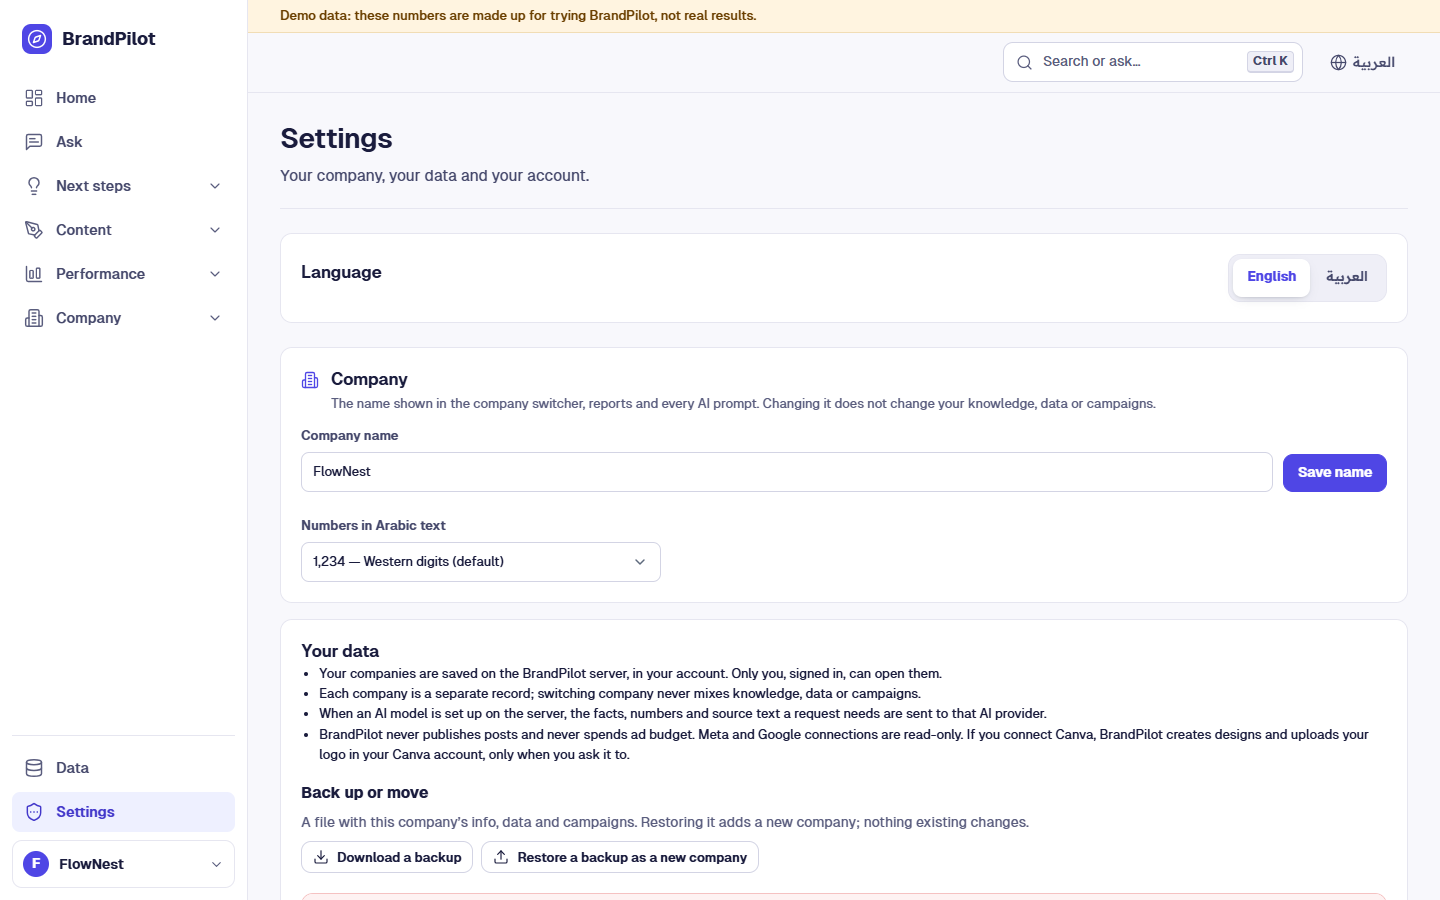 Demo data: these numbers are made up for trying BrandPilot, not real results.
BrandPilot
Search or ask...
Ctrl K
العربية
Home
Ask
Next steps
Content
Performance
Company
Settings
Your company, your data and your account.
Language
English
العربية
Company
The name shown in the company switcher, reports and every AI prompt. Changing it does not change your knowledge, data or campaigns.
Company name
FlowNest
Save name
Numbers in Arabic text
1,234 — Western digits (default)
Your data
• Your companies are saved on the BrandPilot server, in your account. Only you, signed in, can open them.
• Each company is a separate record; switching company never mixes knowledge, data or campaigns.
• When an AI model is set up on the server, the facts, numbers and source text a request needs are sent to that AI provider.
• BrandPilot never publishes posts and never spends ad budget. Meta and Google connections are read-only. If you connect Canva, BrandPilot creates designs and uploads your
logo in your Canva account, only when you ask it to.
Back up or move
A file with this company's info, data and campaigns. Restoring it adds a new company; nothing existing changes.
Download a backup
Restore a backup as a new company
Data
Settings
F
FlowNest